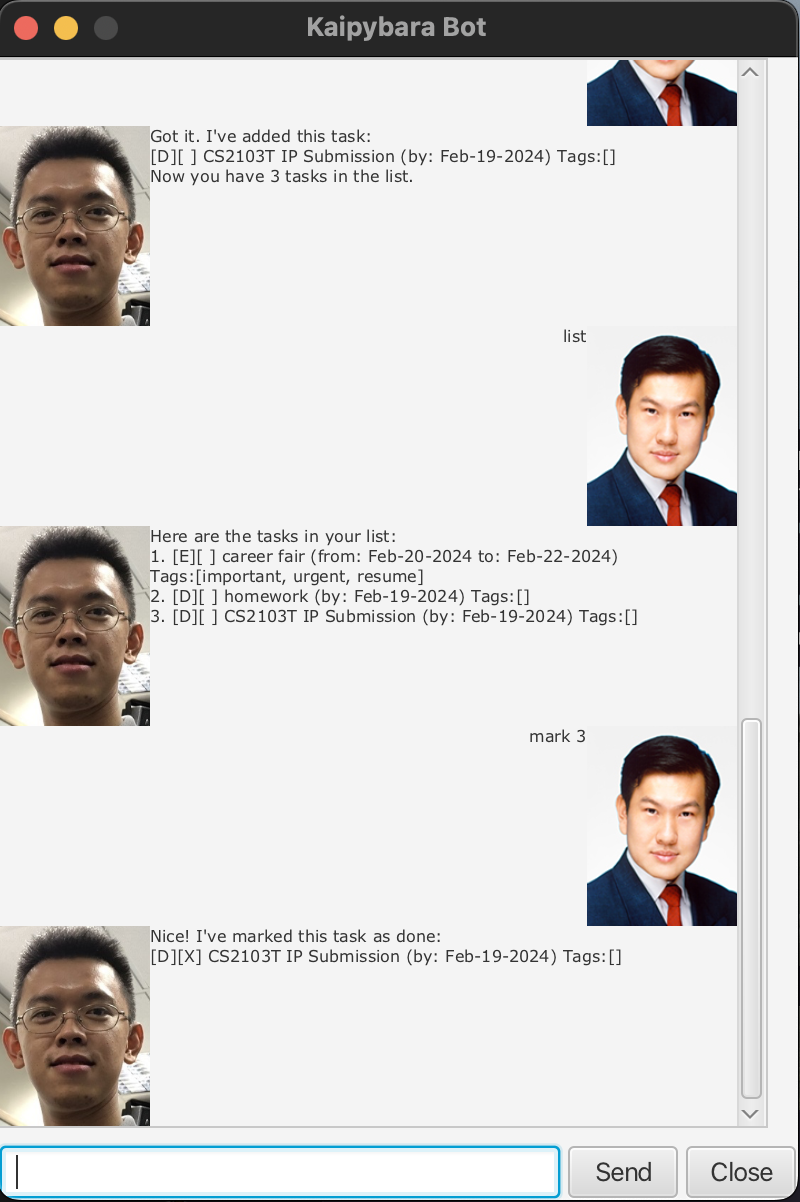 Kaipybara Bot
Got it. I've added this task:
[D][ ] CS2103T IP Submission (by: Feb-19-2024) Tags:[]
Now you have 3 tasks in the list.
list
Here are the tasks in your list:
1. [E][ ] career fair (from: Feb-20-2024 to: Feb-22-2024)
Tags:[important, urgent, resume]
2. [D][ ] homework (by: Feb-19-2024) Tags:[]
3. [D][ ] CS2103T IP Submission (by: Feb-19-2024) Tags:[]
mark 3
Nice! I've marked this task as done:
[D][X] CS2103T IP Submission (by: Feb-19-2024) Tags:[]
Send
Close